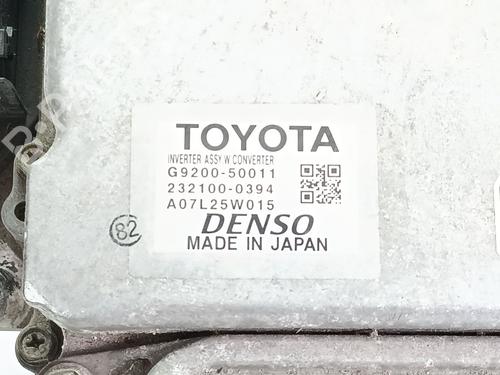 TOYOTA
INVERTER ASSY W CONVERTER
G9200-50011
232100-0394
A07L25W015
DENSO
MADE IN JAPAN
82